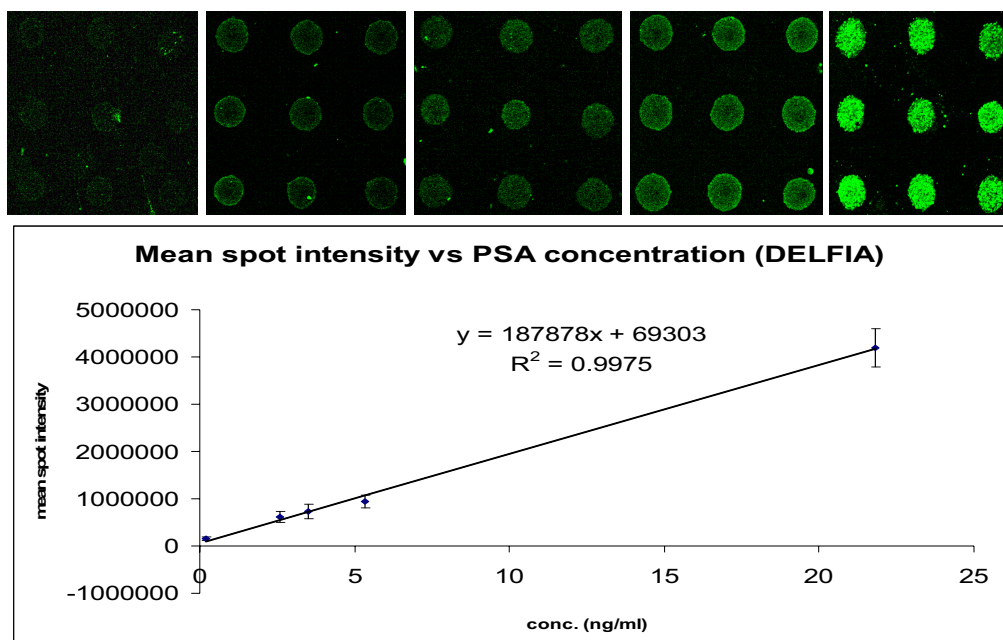 Mean spot intensity vs PSA concentration (DELFIA)
y = 187878x + 69303
R² = 0.9975
5000000
4000000
3000000
2000000
1000000
0
-1000000
mean spot intensity
0 5 10 15 20 25
conc. (ng/ml)